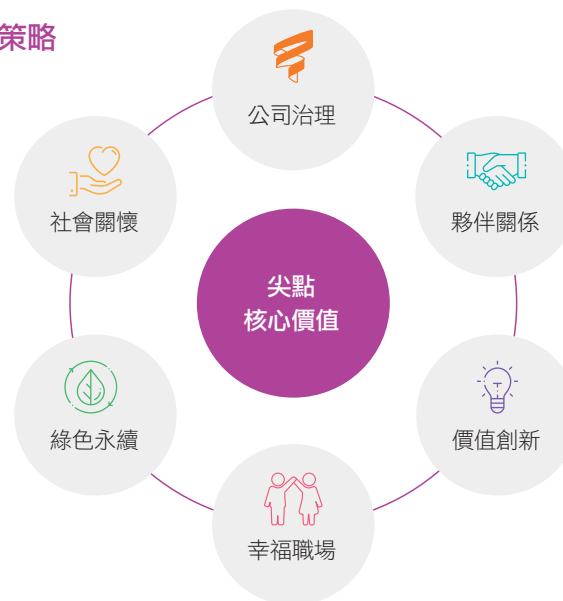 策略
公司治理
社會關懷
夥伴關係
尖點
核心價值
綠色永續
價值創新
幸福職場